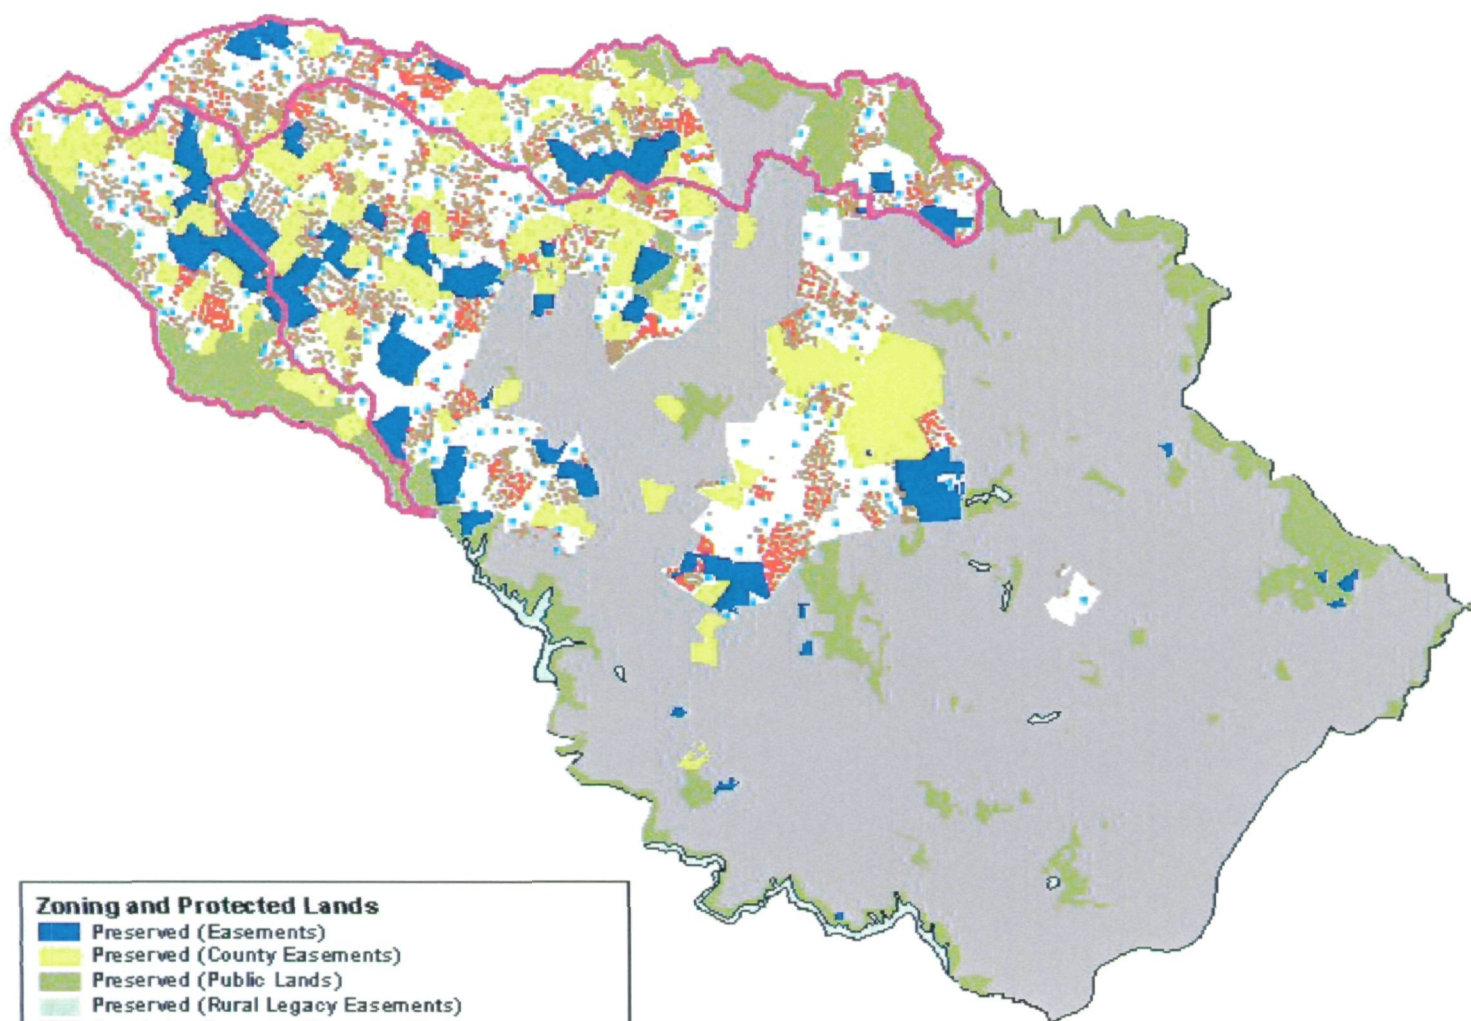 Zoning and Protected Lands
Preserved (Easements)
Preserved (County Easements)
Preserved (Public Lands)
Preserved (Rural Legacy Easements)